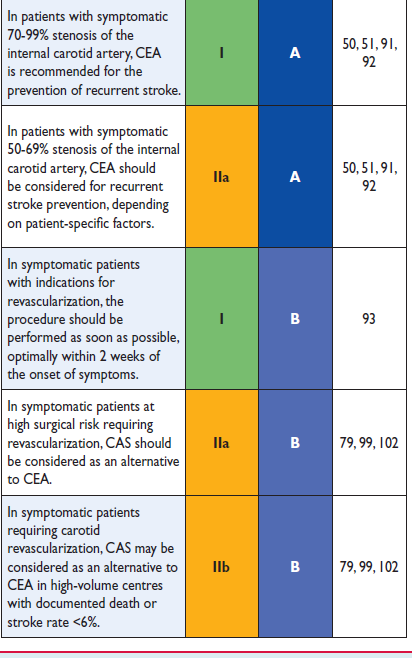 In patients with symptomatic
70-99% stenosis of the
internal carotid artery, CEA
is recommended for the
prevention of recurrent stroke.
I
A
50, 51, 91,
92
In patients with symptomatic
50-69% stenosis of the internal
carotid artery, CEA should
be considered for recurrent
stroke prevention, depending
on patient-specific factors.
IIa
A
50, 51, 91,
92
In symptomatic patients
with indications for
revascularization, the
procedure should be
performed as soon as possible,
optimally within 2 weeks of
the onset of symptoms.
I
B
93
In symptomatic patients at
high surgical risk requiring
revascularization, CAS should
be considered as an alternative
to CEA.
IIa
B
79, 99, 102
In symptomatic patients
requiring carotid
revascularization, CAS may be
considered as an alternative to
CEA in high-volume centres
with documented death or
stroke rate <6%.
IIb
B
79, 99, 102